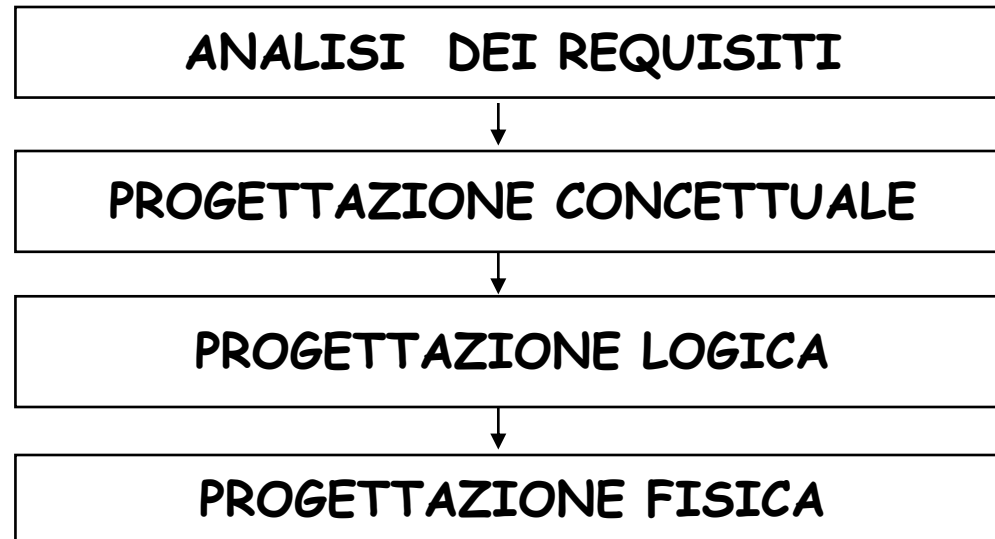 ANALISI DEI REQUISITI
PROGETTAZIONE CONCETTUALE
PROGETTAZIONE LOGICA
PROGETTAZIONE FISICA